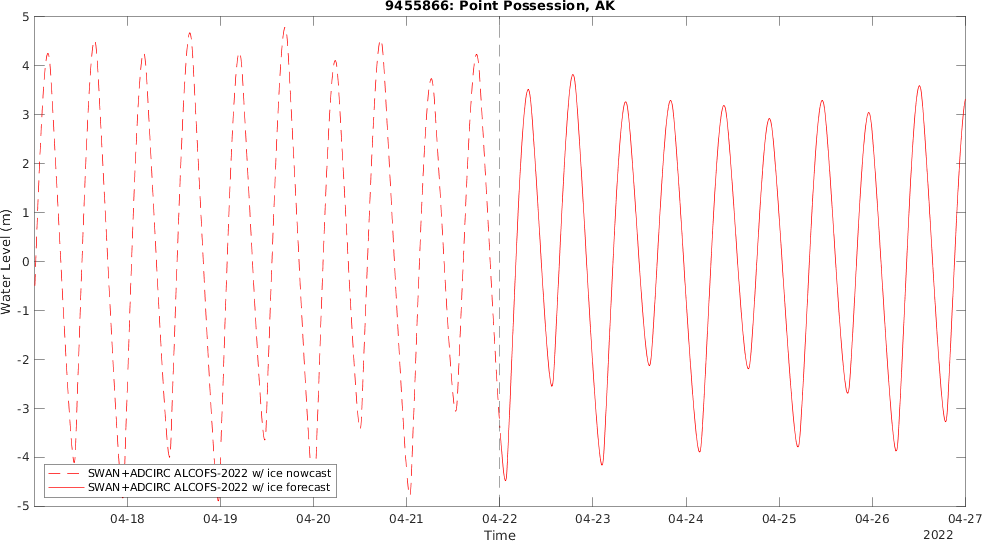 9455866: Point Possession, AK
5
4
3
2
1
0
-1
-2
-3
-4
-5
Water Level (m)
SWAN+ADCIRC ALCOFS-2022 w/ ice nowcast
SWAN+ADCIRC ALCOFS-2022 w/ ice forecast
04-18 04-19 04-20 04-21 04-22 04-23 04-24 04-25 04-26 04-27
Time
2022